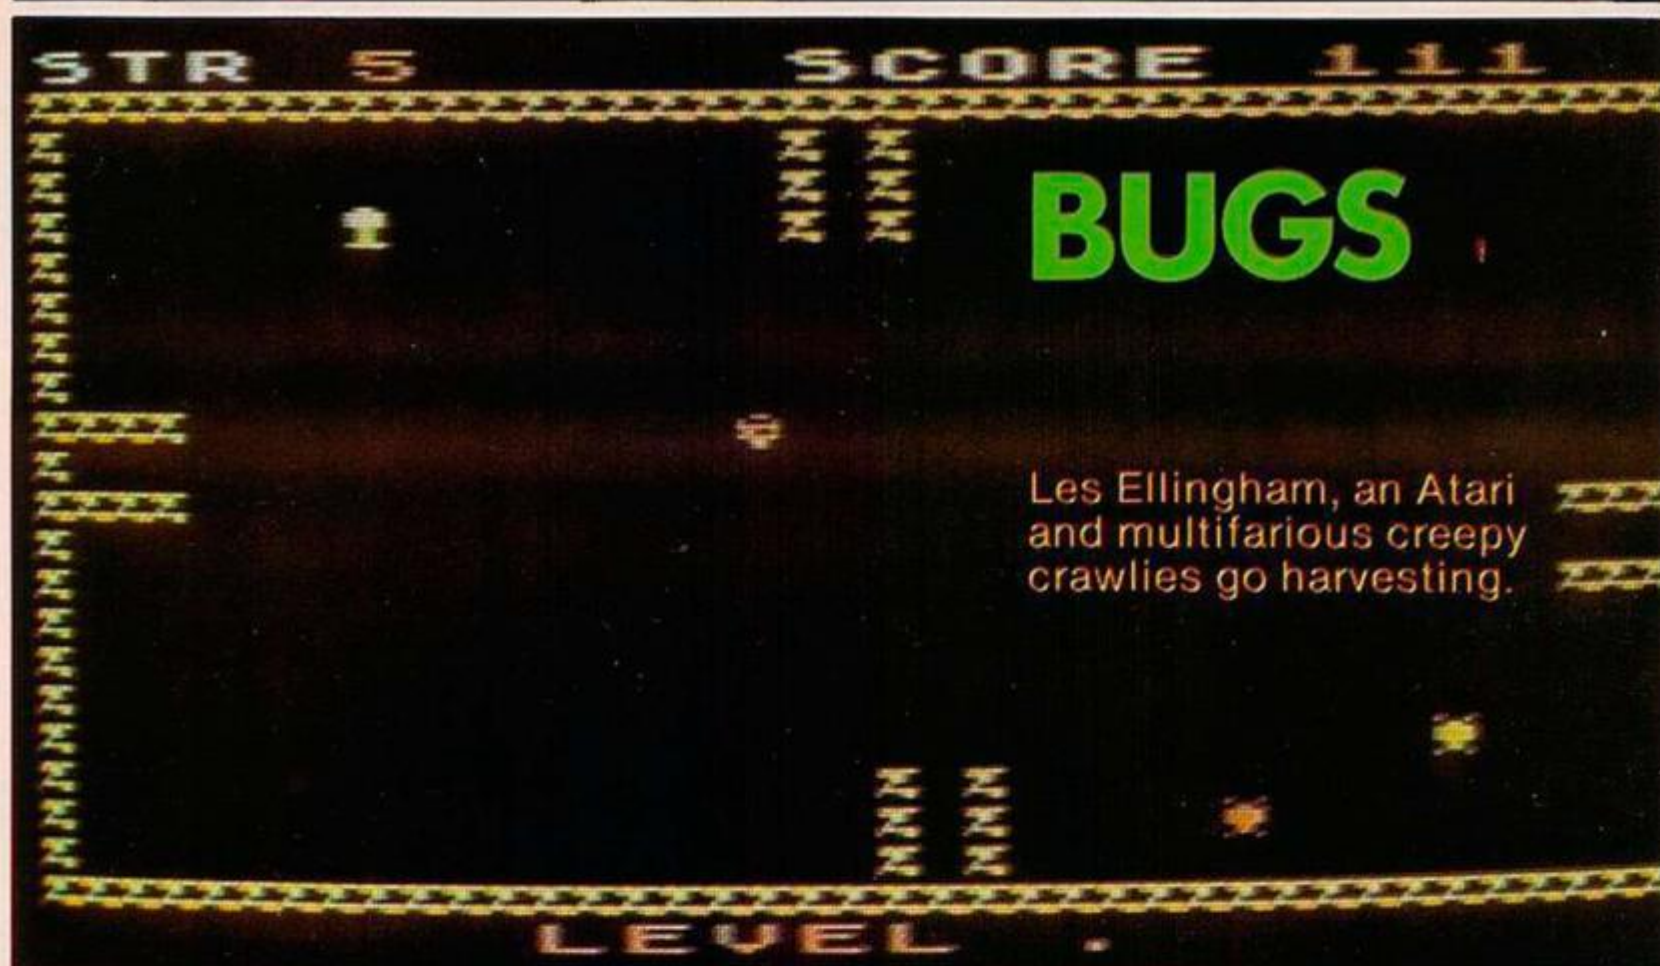 STR 5 SCORE 111
BUGS
Les Ellingham, an Atari
and multifarious creepy
crawlies go harvesting.
LEVEL